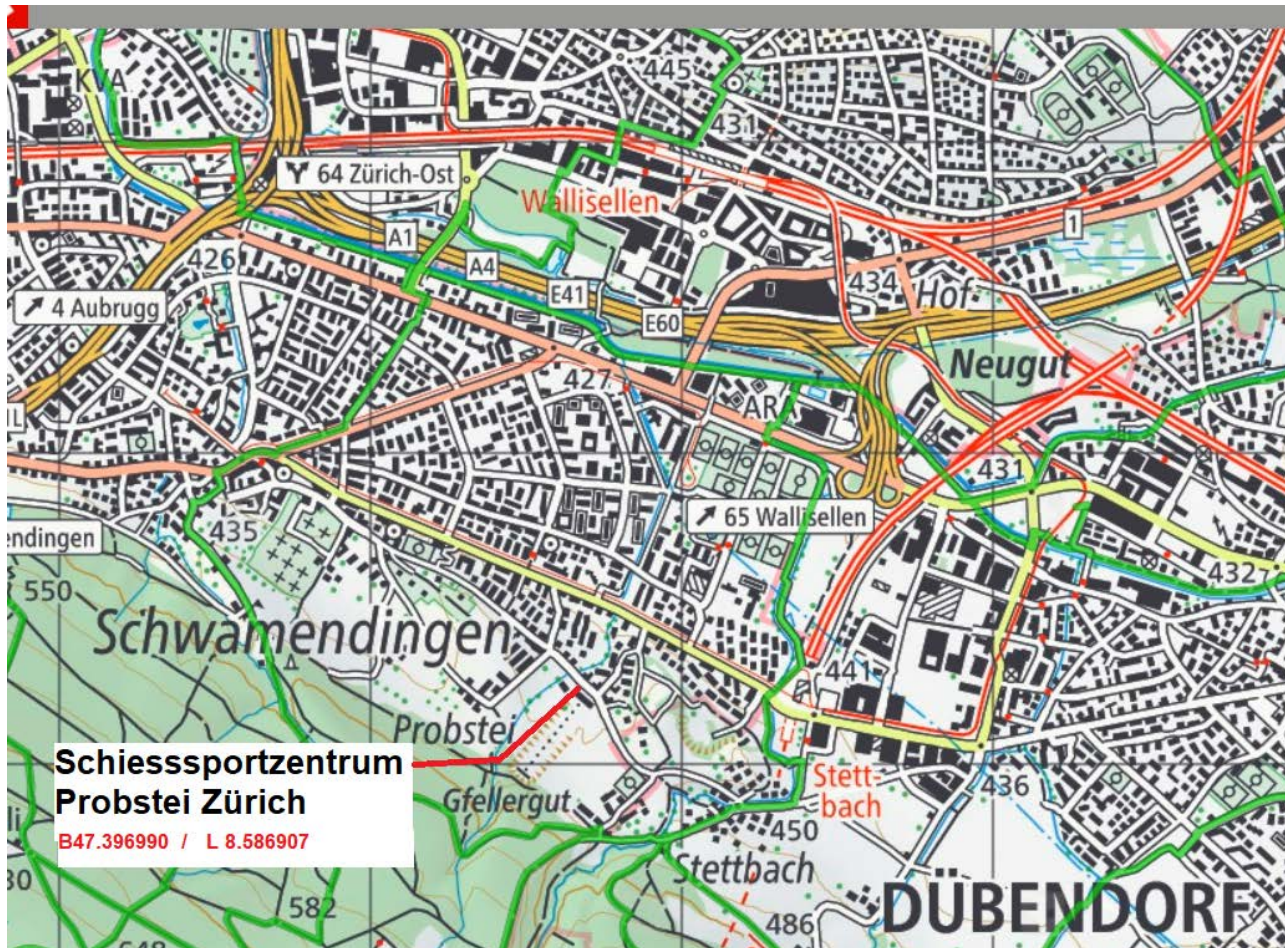 KVA
445
431
64 Zürich-Ost
Wallisellen
A1
1
426
A4
434
Hof
4 Aubrugg
E41
E60
Neugut
427
AR
431
435
65 Wallisellen
endingen
432
550
Schwamendingen
441
Probstei
Schiesssportzentrum
Probstei Zürich
B47.396990 / L 8.586907
Stett-
bach
436
Gfellergut
450
Stettbach
DÜBENDORF
582
486